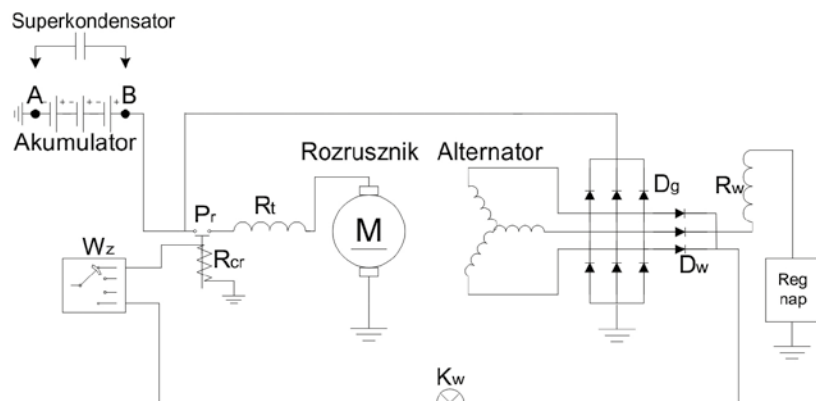 Superkondensator
A
B
Akumulator
Rozrusznik
Alternator
Pr
Rt
Dg
Rw
M
Wz
Rcr
Dw
Reg
nap
Kw